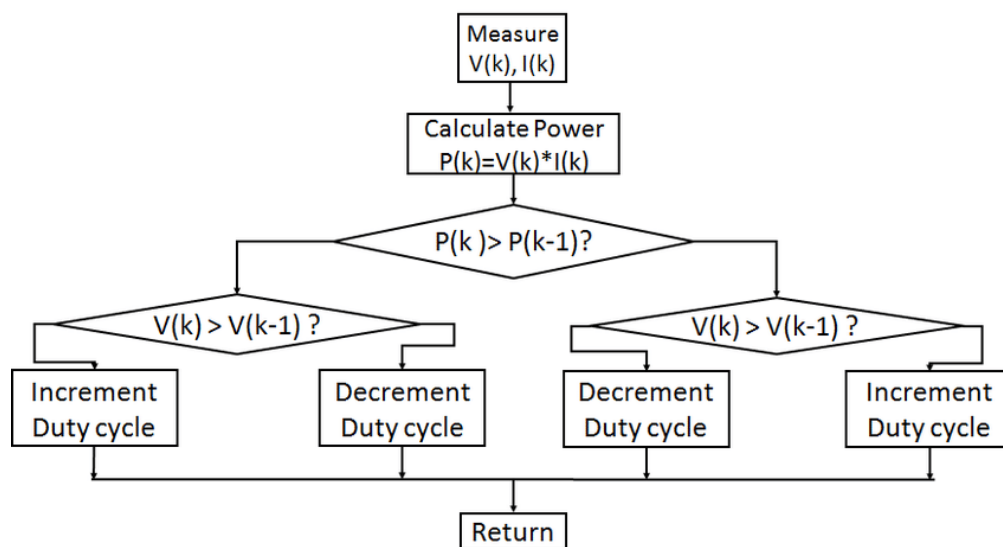 Measure
V(k), I(k)
Calculate Power
P(k)=V(k)*I(k)
P(k )> P(k-1)?
V(k) > V(k-1) ?
V(k) > V(k-1) ?
Increment
Duty cycle
Decrement
Duty cycle
Decrement
Duty cycle
Increment
Duty cycle
Return